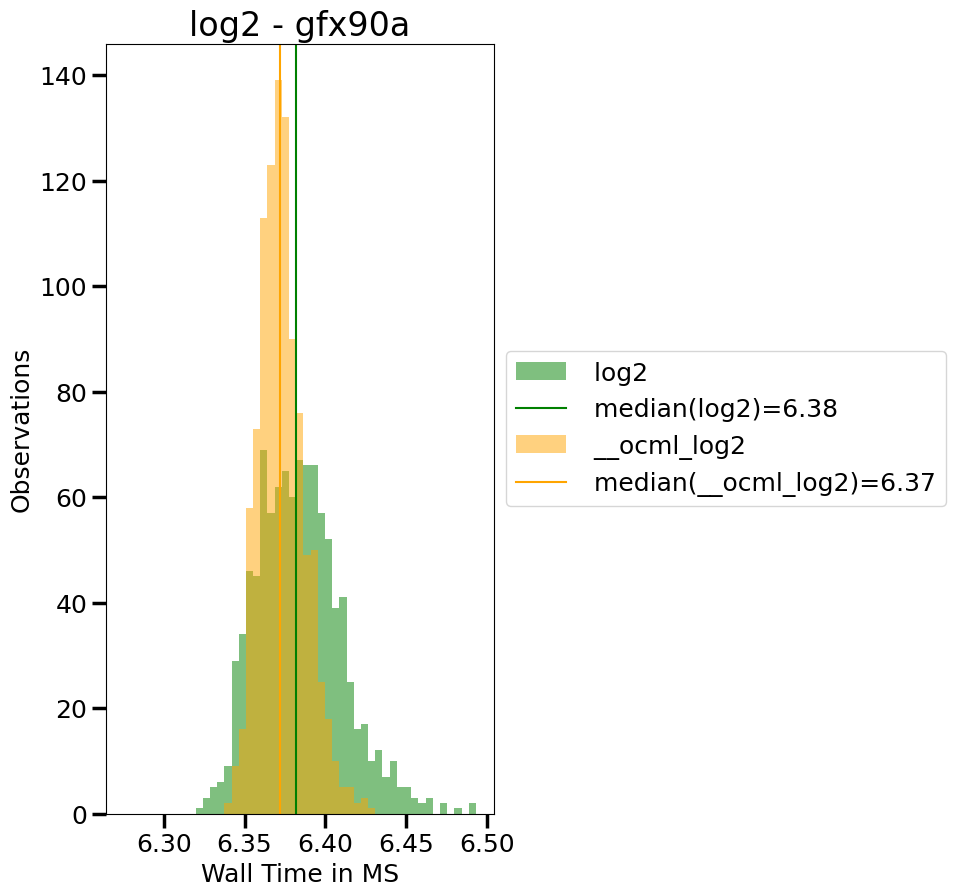 log2 - gfx90a
140
120
100
80
60
40
20
0
Observations
6.30 6.35 6.40 6.45 6.50
Wall Time in MS
log2
median(log2)=6.38
__ocml_log2
median(__ocml_log2)=6.37